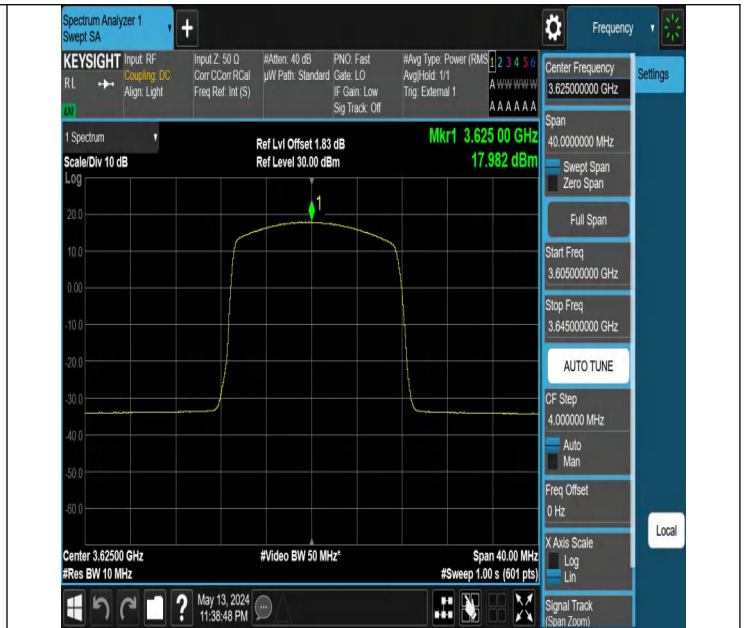 Spectrum Analyzer 1
Swept SA
Frequency
KEYSIGHT
RL
Input: RF
Coupling: DC
Align: Light
Input Z: 50 Ω
Corr CCorr RCal
Freq Ref: Int (S)
#Atten: 40 dB
µW Path: Standard
PNO: Fast
Gate: LO
IF Gain: Low
Sig Track: Off
#Avg Type: Power (RMS
Avg|Hold: 1/1
Trig: External 1
1 2 3 4 5 6
A W W W W W
A A A A A A
1 Spectrum
Scale/Div 10 dB
Log
Ref Lvl Offset 1.83 dB
Ref Level 30.00 dBm
Mkr1 3.625 00 GHz
17.982 dBm
1
20.0
10.0
0.00
-10.0
-20.0
-30.0
-40.0
-50.0
-60.0
Center 3.62500 GHz
#Res BW 10 MHz
#Video BW 50 MHz*
Span 40.00 MHz
#Sweep 1.00 s (601 pts)
Center Frequency
3.625000000 GHz
Settings
Span
40.0000000 MHz
Swept Span
Zero Span
Full Span
Start Freq
3.605000000 GHz
Stop Freq
3.645000000 GHz
AUTO TUNE
CF Step
4.000000 MHz
Auto
Man
Freq Offset
0 Hz
X Axis Scale
Log
Lin
Local
Signal Track
(Span Zoom)
?
May 13, 2024
11:38:48 PM